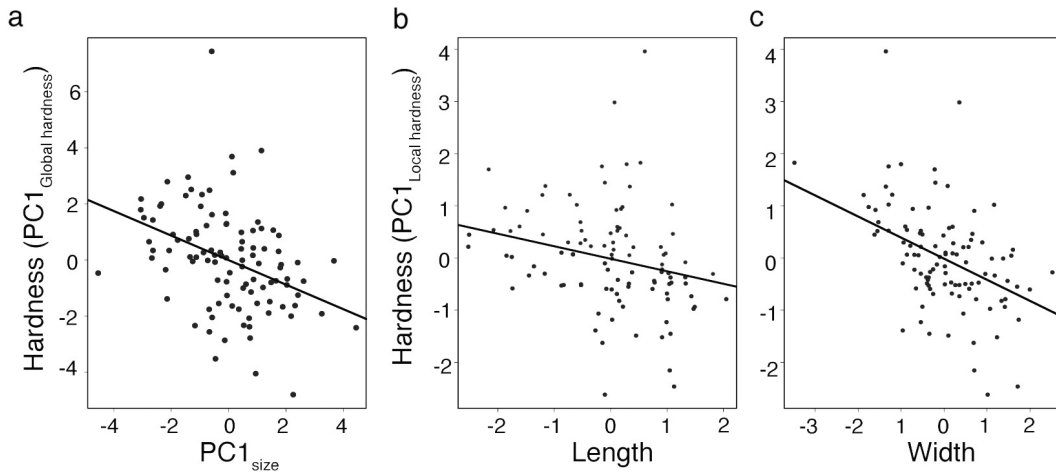 a
Hardness (PC1Global hardness)
6
4
2
0
-2
-4
-4 -2 0 2 4
PC1size
b
Hardness (PC1Local hardness)
4
3
2
1
0
-1
-2
-2 -1 0 1 2
Length
c
4
3
2
1
0
-1
-2
-3 -2 1 0 1 2
Width